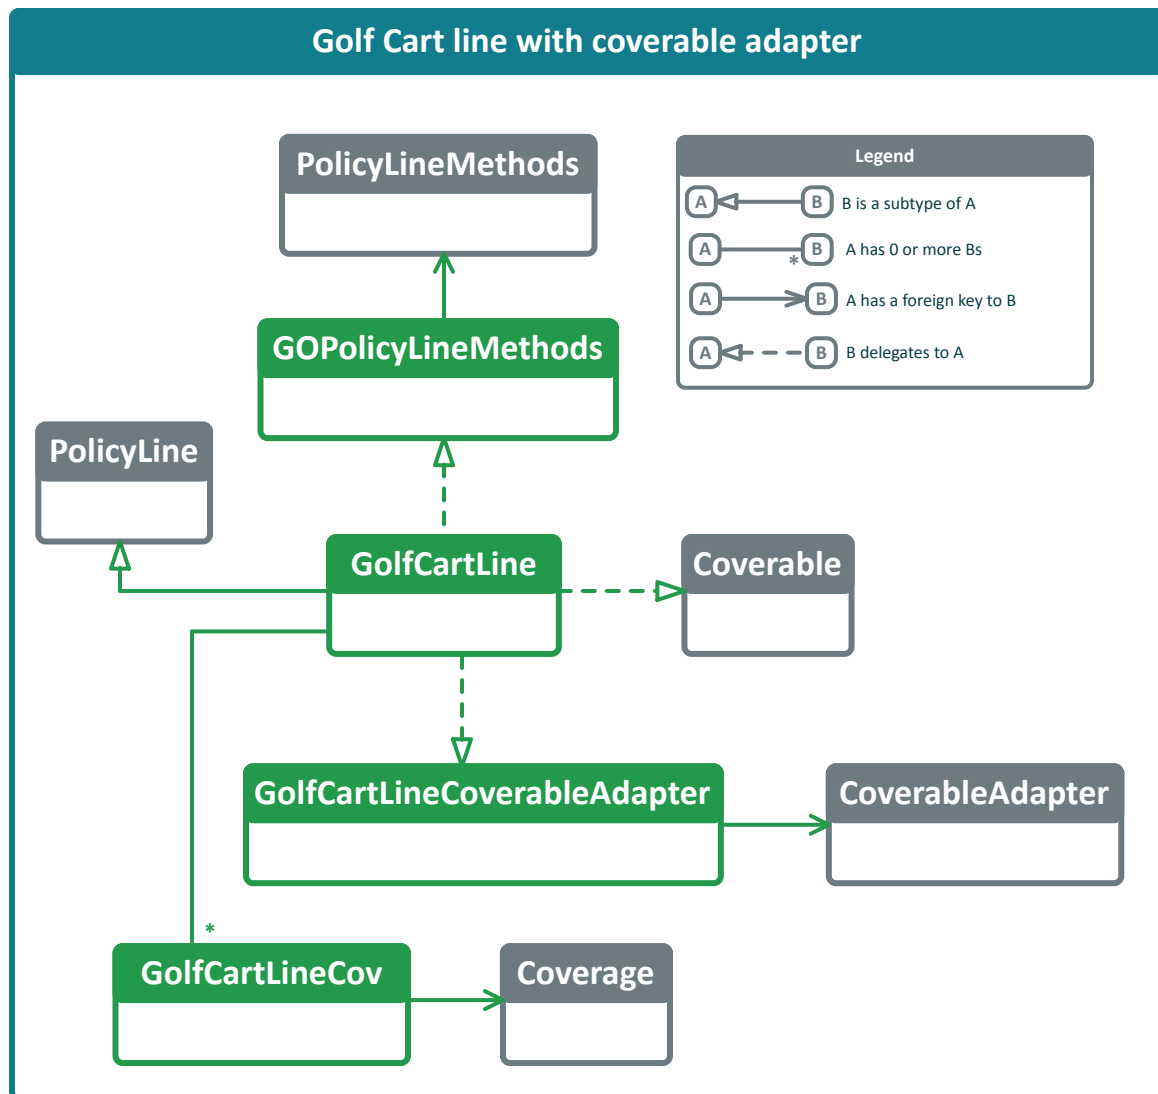 Golf Cart line with coverable adapter
PolicyLineMethods
Legend
A
B
B is a subtype of A
A
B
*
A has 0 or more Bs
A
B
A has a foreign key to B
A
B
B delegates to A
GOPolicyLineMethods
PolicyLine
GolfCartLine
Coverable
GolfCartLineCoverableAdapter
CoverableAdapter
*
GolfCartLineCov
Coverage